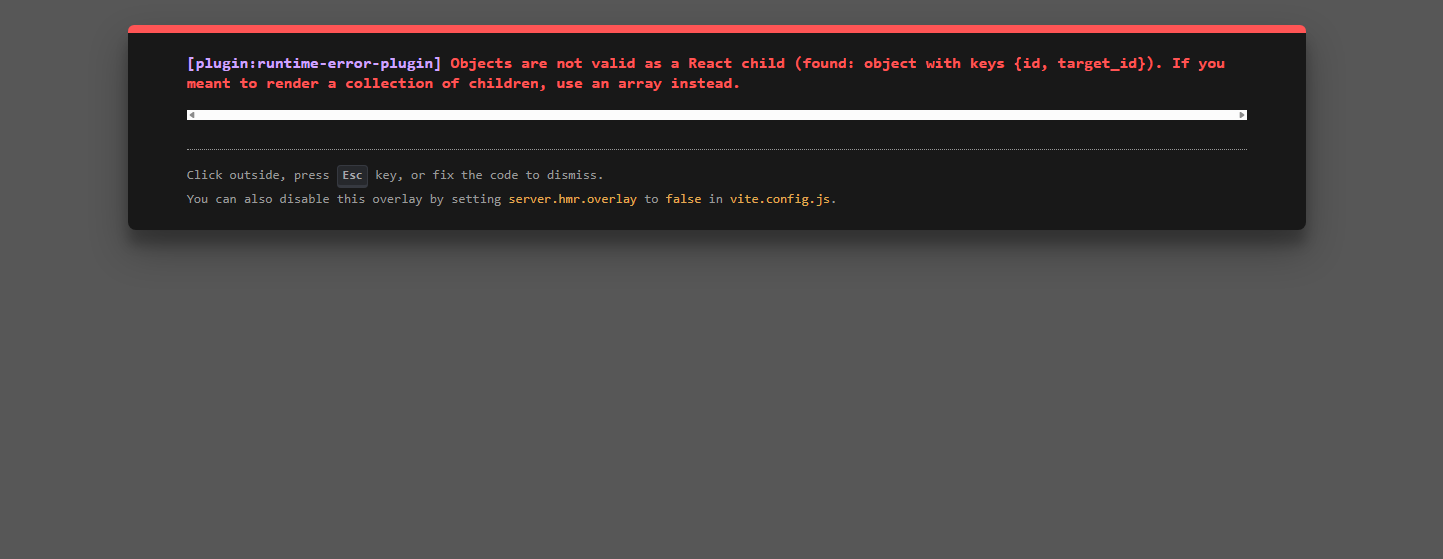 [plugin:runtime-error-plugin] Objects are not valid as a React child (found: object with keys {id, target_id}). If you
meant to render a collection of children, use an array instead.
Click outside, press Esc key, or fix the code to dismiss.
You can also disable this overlay by setting server.hmr.overlay to false in vite.config.js.